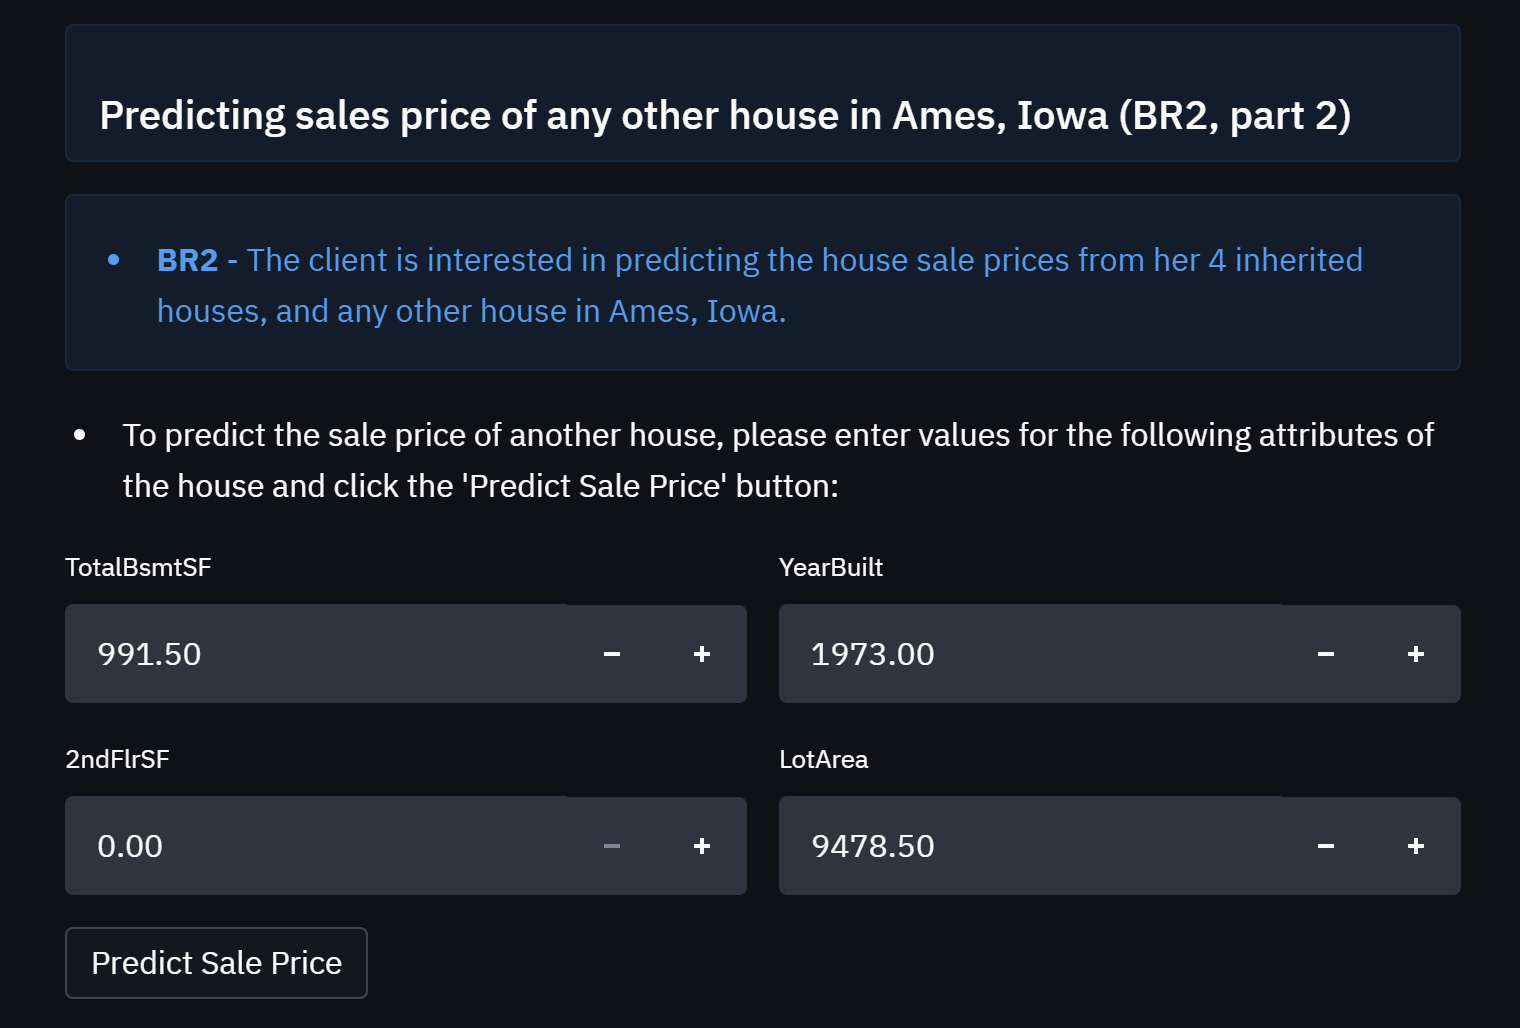 Predicting sales price of any other house in Ames, Iowa (BR2, part 2)
• BR2 - The client is interested in predicting the house sale prices from her 4 inherited
houses, and any other house in Ames, Iowa.
• To predict the sale price of another house, please enter values for the following attributes of
the house and click the 'Predict Sale Price' button:
TotalBsmtSF
991.50 − +
YearBuilt
1973.00 − +
2ndFlrSF
0.00 − +
LotArea
9478.50 − +
Predict Sale Price